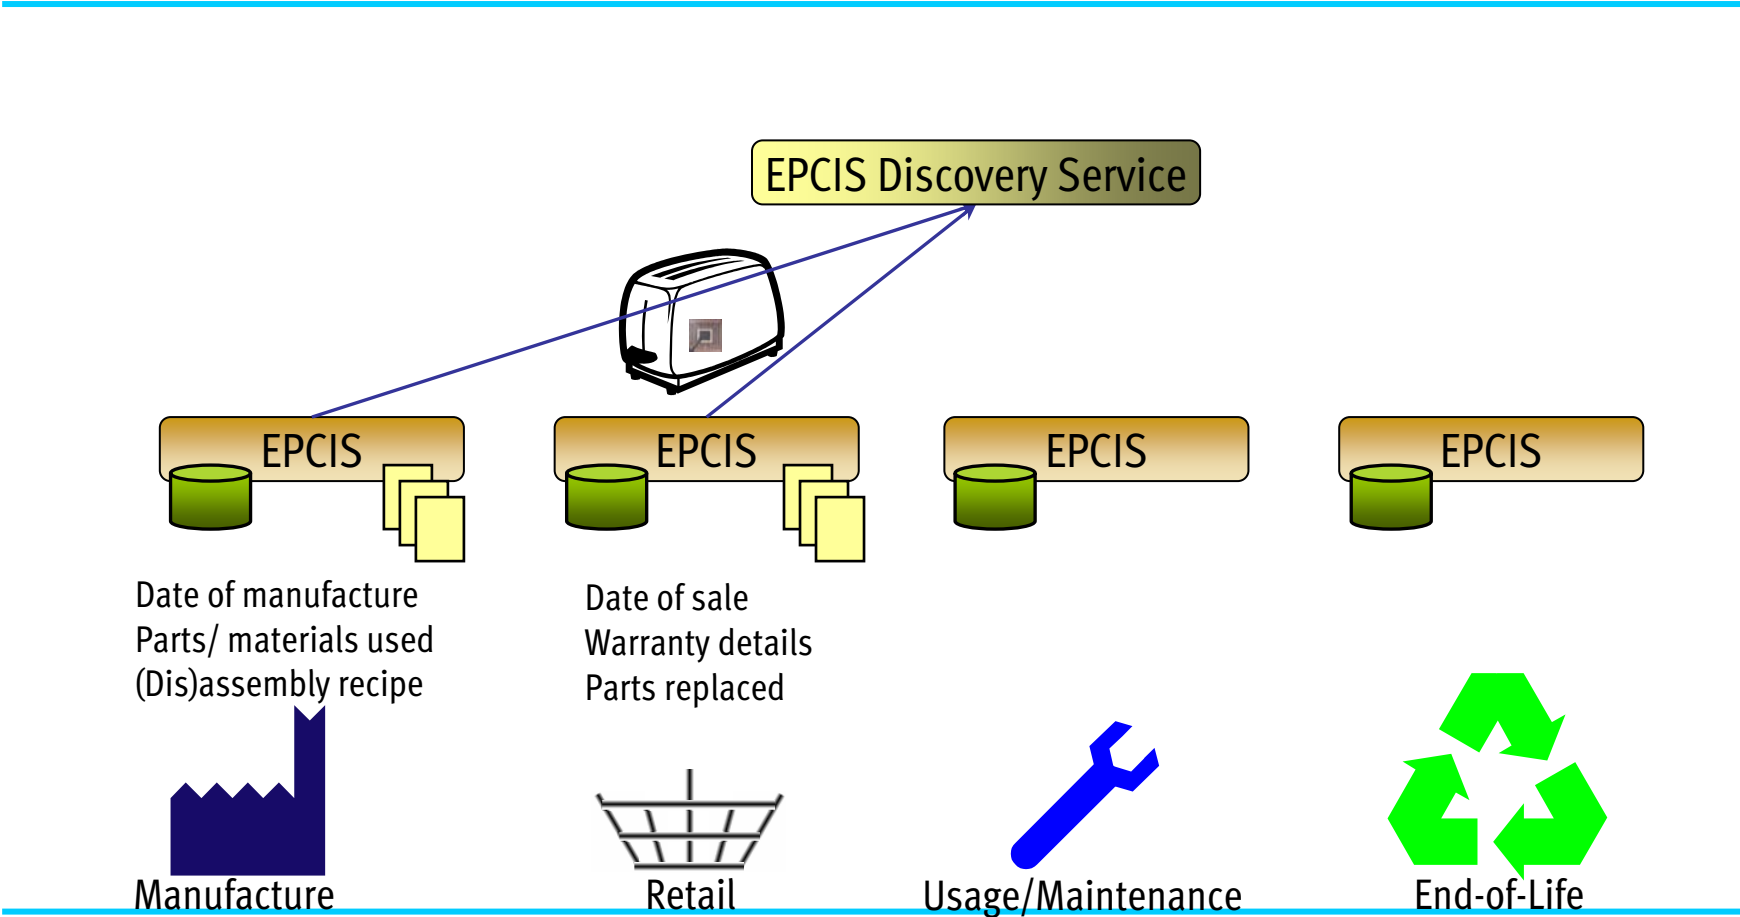 EPCIS Discovery Service
EPCIS
EPCIS
EPCIS
EPCIS
Date of manufacture
Parts/ materials used
(Dis)assembly recipe
Date of sale
Warranty details
Parts replaced
Manufacture
Retail
Usage/Maintenance
End-of-Life